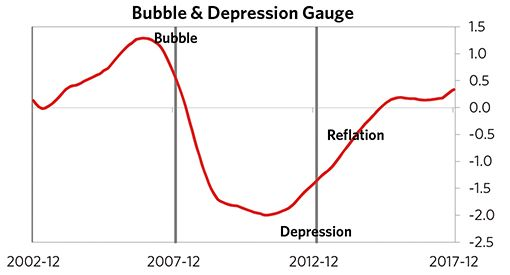 Bubble & Depression Gauge
Bubble
Reflation
Depression
1.5
1.0
0.5
0.0
-0.5
-1.0
-1.5
-2.0
-2.5
2002-12 2007-12 2012-12 2017-12